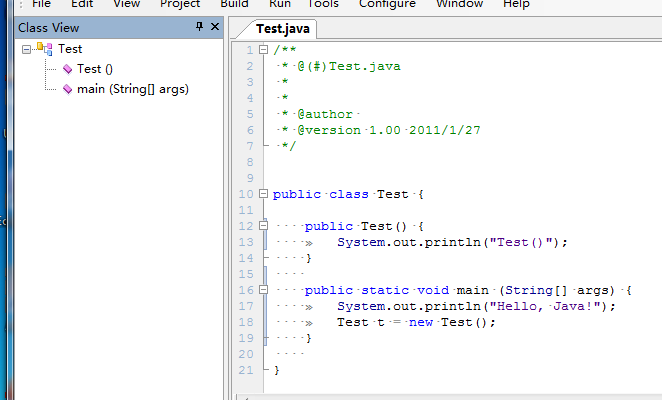 File Edit View Project Build Run Tools Configure Window Help
Class View
Test
Test ()
main (String[] args)
Test.java
1 /**
2 * @(#)Test.java
3 *
4 *
5 * @author
6 * @version 1.00 2011/1/27
7 */
8
9
10 public class Test {
11
12 public Test() {
13 System.out.println("Test()");
14 }
15
16 public static void main (String[] args) {
17 System.out.println("Hello, Java!");
18 Test t = new Test();
19 }
20
21 }